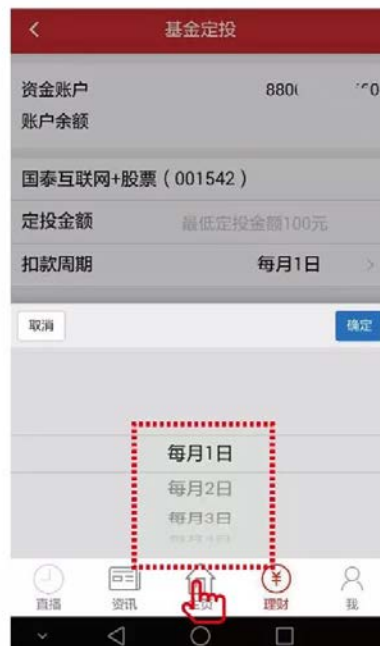 基金定投
资金账户 880
账户余额
国泰互联网+股票（001542）
定投金额 最低定投金额100元
扣款周期 每月1日
取消 确定
每月1日
每月2日
每月3日
直播 资讯 理财 我